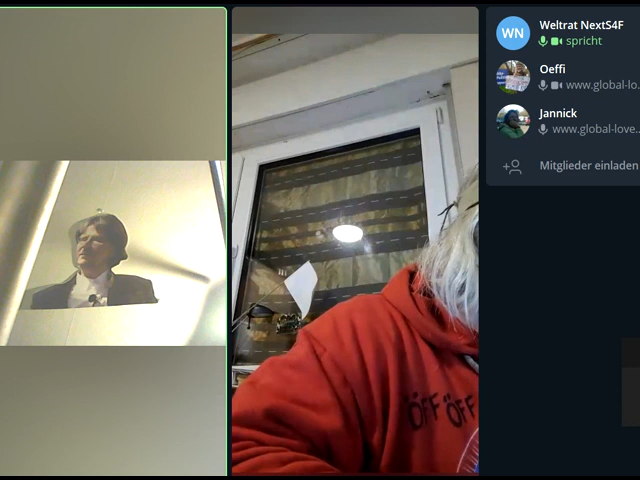 WN
Weltrat NextS4F
spricht
Oeffi
www.global-lo...
Jannick
www.global-love...
Mitglieder einladen
ÖFF ÖFF